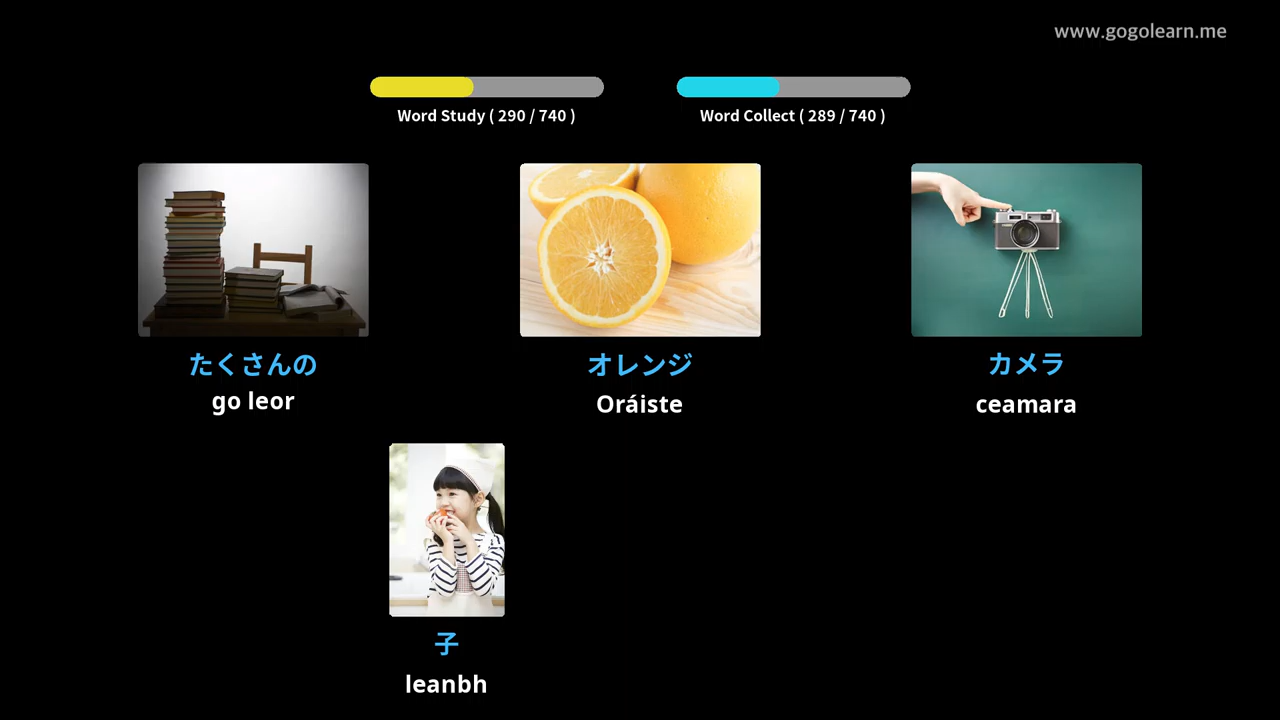 www.gogolearn.me
Word Study ( 290 / 740 )
Word Collect ( 289 / 740 )
たくさんの
go leor
オレンジ
Oráiste
カメラ
ceamara
子
leanbh